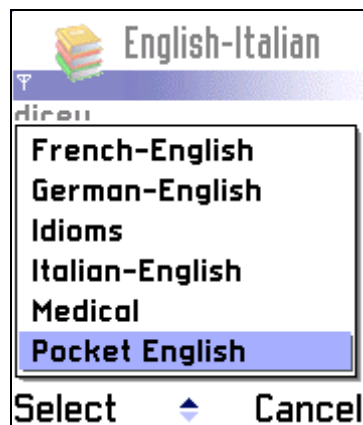 English-Italian
French-English
German-English
Idioms
Italian-English
Medical
Pocket English
Select Cancel